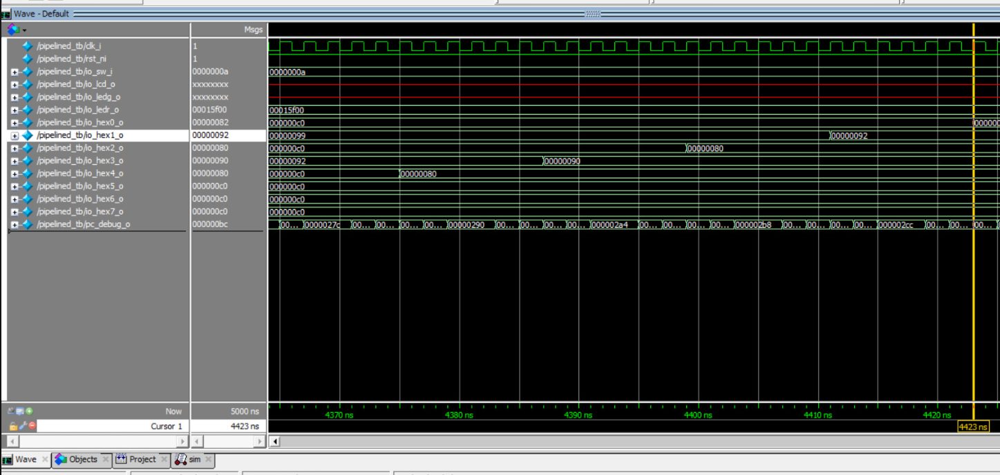 Wave - Default
Msgs
/pipelined_tb/clk_i 1
/pipelined_tb/rst_ni 1
/pipelined_tb/io_sw_i 0000000a 0000000a
/pipelined_tb/io_lcd_o xxxxxxxx
/pipelined_tb/io_ledg_o xxxxxxxx
/pipelined_tb/io_ledr_o 00015f00 00015f00
/pipelined_tb/io_hex0_o 00000082 000000c0 00000
/pipelined_tb/io_hex1_o 00000092 00000099 00000092
/pipelined_tb/io_hex2_o 00000080 000000c0 00000080
/pipelined_tb/io_hex3_o 00000090 00000092 00000090
/pipelined_tb/io_hex4_o 00000080 000000c0 00000080
/pipelined_tb/io_hex5_o 000000c0 000000c0
/pipelined_tb/io_hex6_o 000000c0 000000c0
/pipelined_tb/io_hex7_o 000000c0 000000c0
/pipelined_tb/pc_debug_o 000000bc 00... 0000027c 00... 00... 00... 00... 00000290 00... 00... 00... 00... 000002a4 00... 00... 00... 00... 000002b8 00... 00... 00... 00... 000002cc 00... 00... 00...
Now 5000 ns 4370 ns 4380 ns 4390 ns 4400 ns 4410 ns 4420 ns
Cursor 1 4423 ns 4423 ns
Wave Objects Project sim